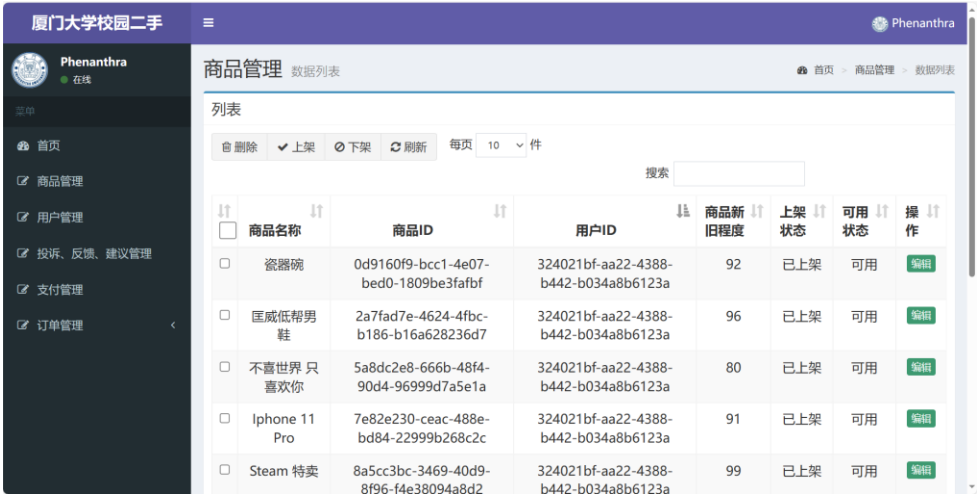 厦门大学校园二手
Phenanthra
Phenanthra
在线
菜单
首页
商品管理
用户管理
投诉、反馈、建议管理
支付管理
订单管理
商品管理 数据列表
首页 > 商品管理 > 数据列表
列表
删除 上架 下架 刷新 每页 10 件
搜索
商品名称 商品ID 用户ID 商品新旧程度 上架状态 可用状态 操作
瓷器碗 0d9160f9-bcc1-4e07- 324021bf-aa22-4388- 92 已上架 可用 编辑
bed0-1809be3fafbf b442-b034a8b6123a
匡威低帮男 2a7fad7e-4624-4fbc- 324021bf-aa22-4388- 96 已上架 可用 编辑
鞋 b186-b16a628236d7 b442-b034a8b6123a
不喜世界 只 5a8dc2e8-666b-48f4- 324021bf-aa22-4388- 80 已上架 可用 编辑
喜欢你 90d4-96999d7a5e1a b442-b034a8b6123a
Iphone 11 7e82e230-ceac-488e- 324021bf-aa22-4388- 91 已上架 可用 编辑
Pro bd84-22999b268c2c b442-b034a8b6123a
Steam 特卖 8a5cc3bc-3469-40d9- 324021bf-aa22-4388- 99 已上架 可用 编辑
8f96-f4e38094a8d2 b442-b034a8b6123a